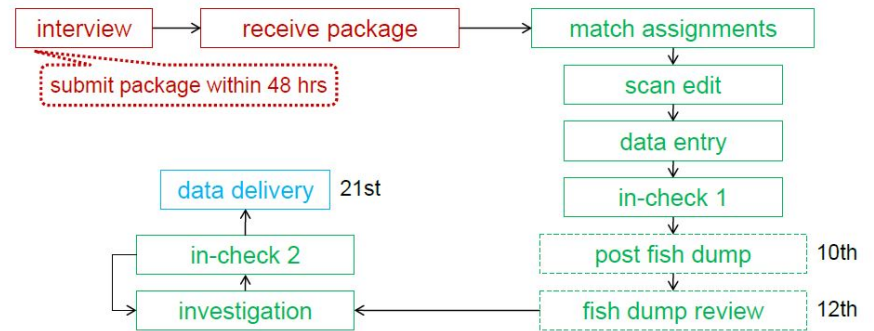 interview
receive package
match assignments
submit package within 48 hrs
scan edit
data entry
in-check 1
post fish dump
10th
fish dump review
12th
investigation
in-check 2
data delivery
21st